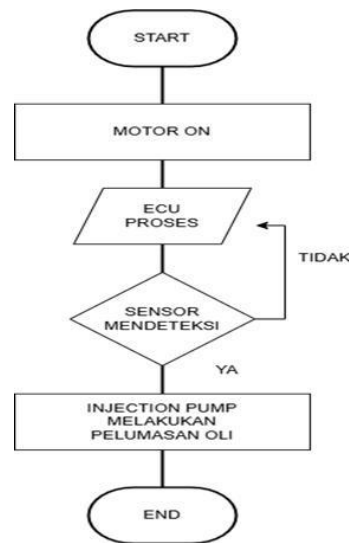 START
MOTOR ON
ECU
PROSES
TIDAK
SENSOR
MENDETEKSI
YA
INJECTION PUMP
MELAKUKAN
PELUMASAN OLI
END